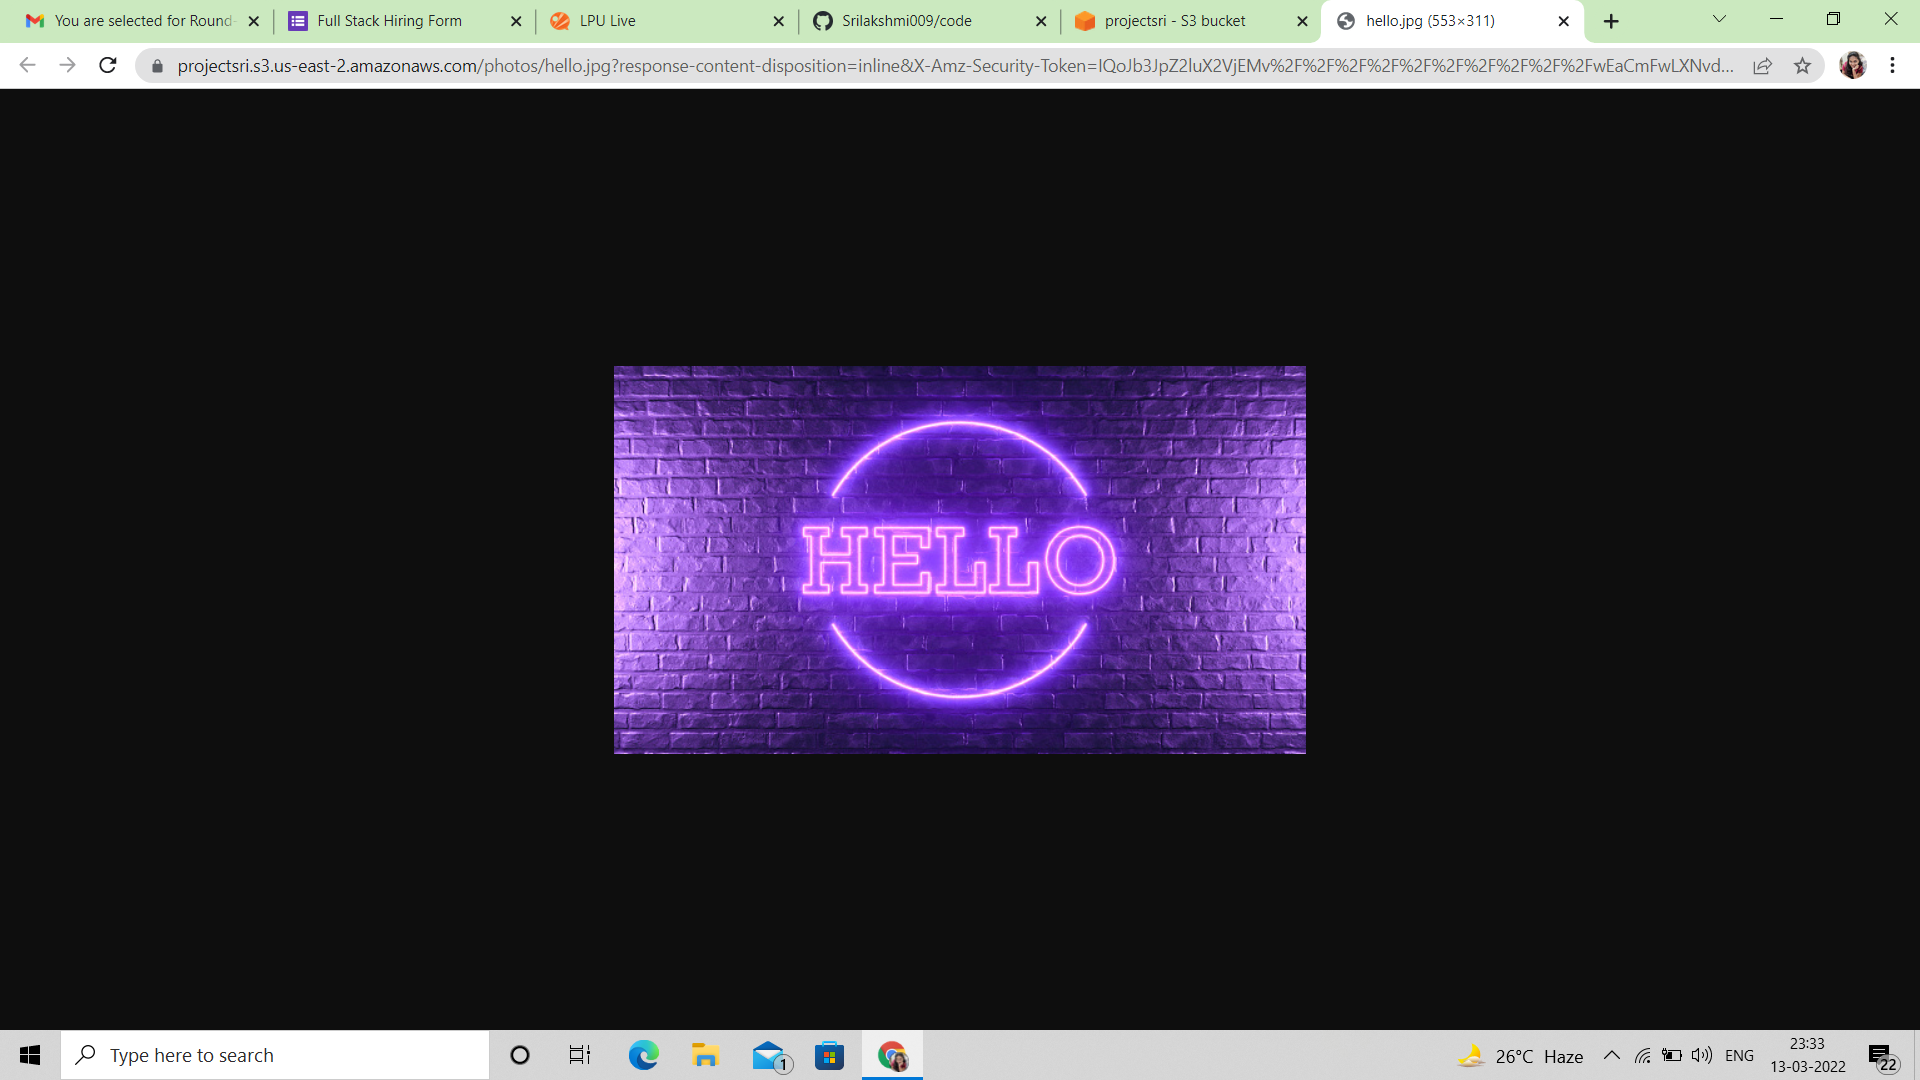 You are selected for Round-
Full Stack Hiring Form
LPU Live
Srilakshmi009/code
projectsri - S3 bucket
hello.jpg (553×311)
projectsri.s3.us-east-2.amazonaws.com/photos/hello.jpg?response-content-disposition=inline&X-Amz-Security-Token=IQoJb3JpZ2luX2VjEMv%2F%2F%2F%2F%2F%2F%2F%2F%2F%2FwEaCmFwLXNvd...
HELLO
Type here to search
1
26°C Haze
ENG
23:33
13-03-2022
22